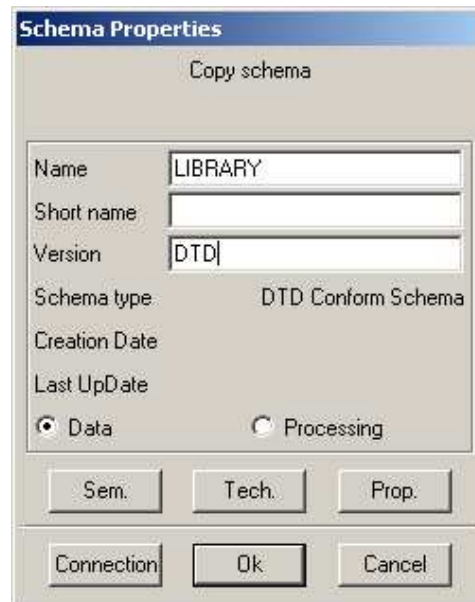 Schema Properties
Copy schema
Name LIBRARY
Short name
Version DTD
Schema type DTD Conform Schema
Creation Date
Last UpDate
Data Processing
Sem. Tech. Prop.
Connection Ok Cancel